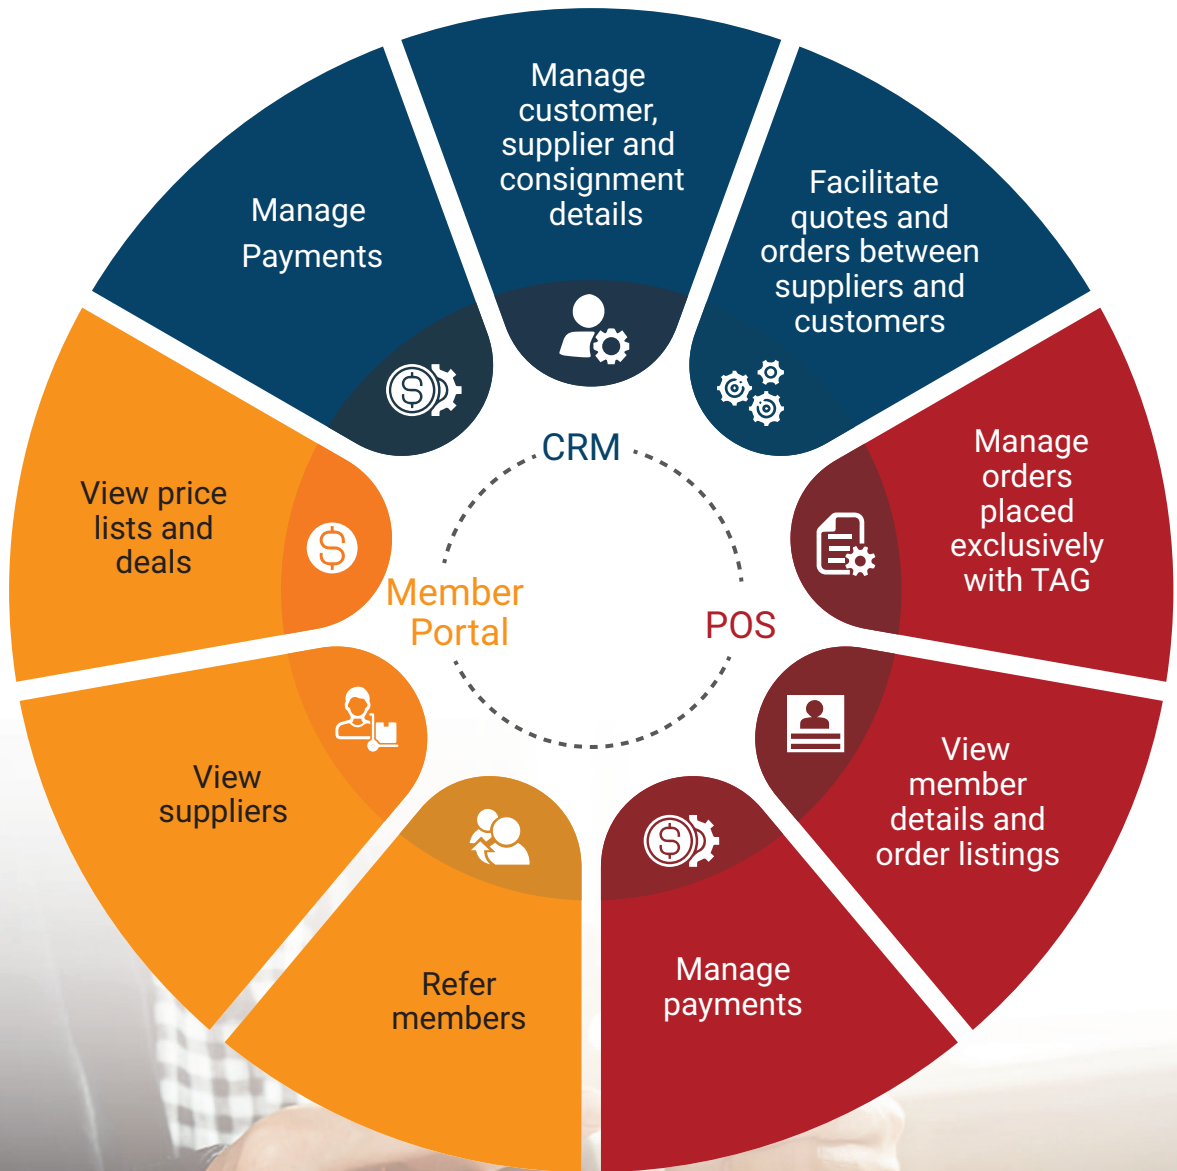 Manage
customer,
supplier and
consignment
details
Facilitate
quotes and
orders between
suppliers and
customers
Manage
orders
placed
exclusively
with TAG
View
member
details and
order listings
Manage
payments
Refer
members
View
suppliers
View price
lists and
deals
Manage
Payments
CRM
POS
Member
Portal